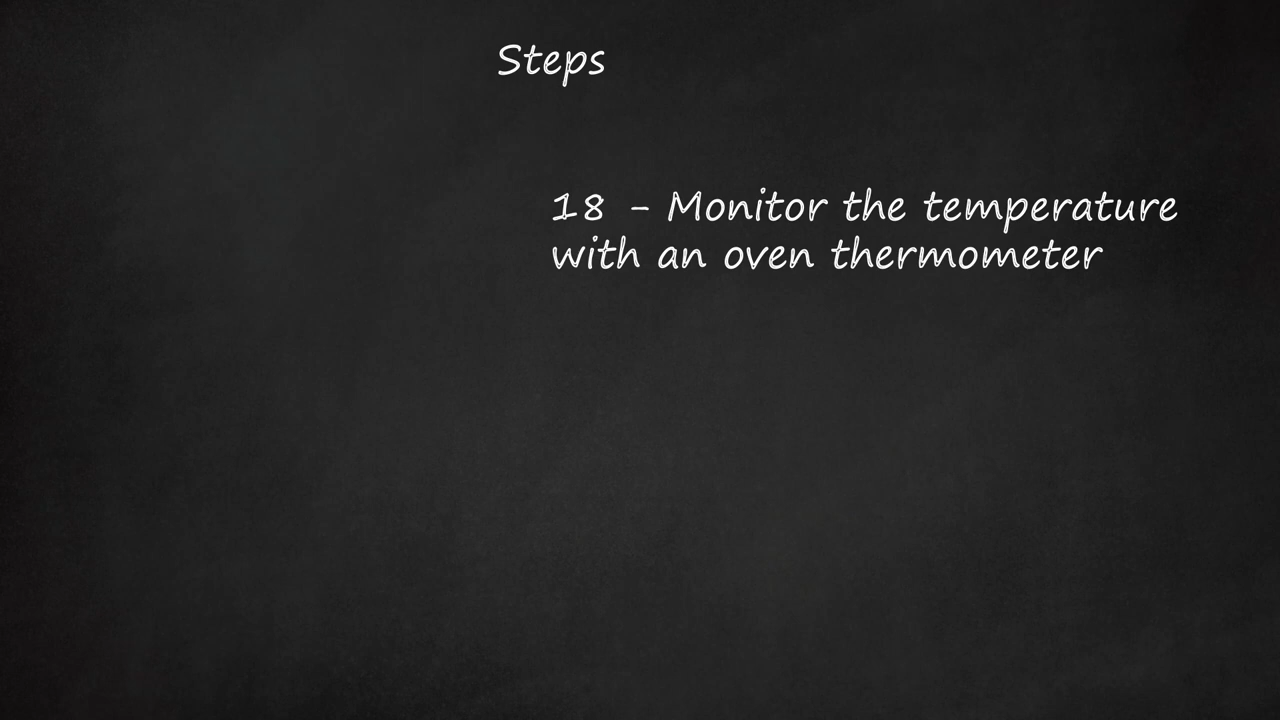 Steps
18 - Monitor the temperature
with an oven thermometer